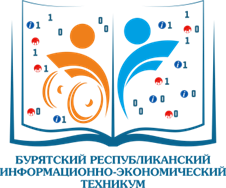 БУРЯТСКИЙ РЕСПУБЛИКАНСКИЙ
ИНФОРМАЦИОННО-ЭКОНОМИЧЕСКИЙ
ТЕХНИКУМ